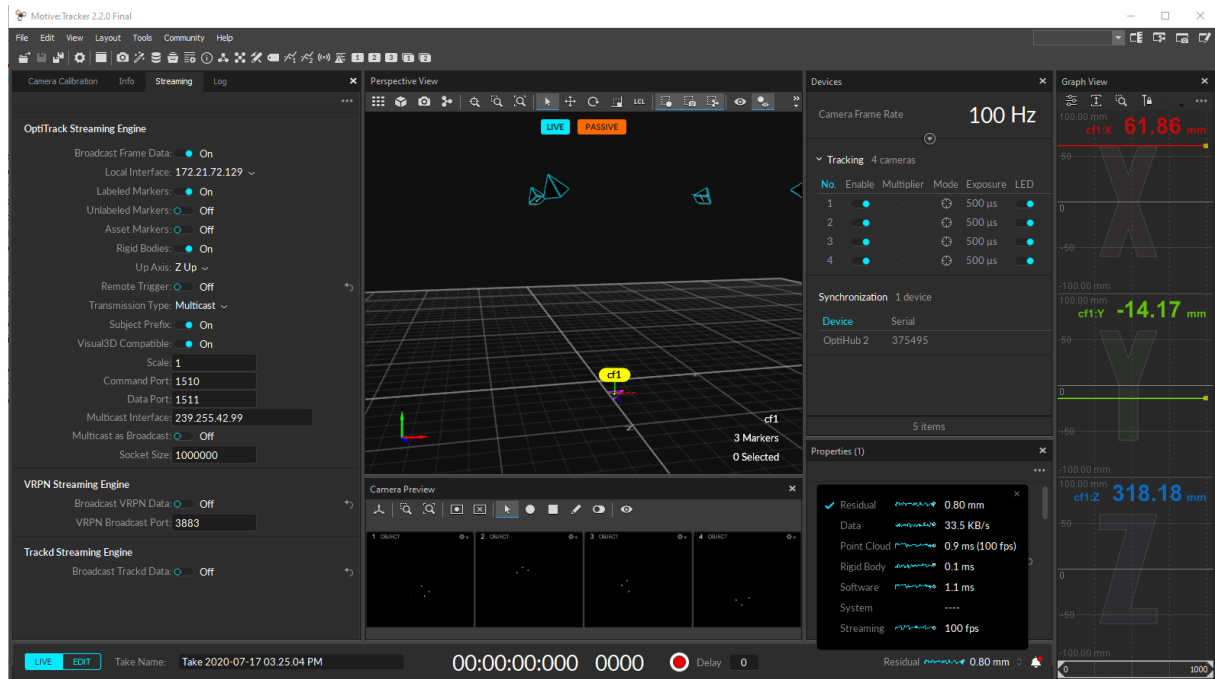 Motive:Tracker 2.2.0 Final
File Edit View Layout Tools Community Help
1 2 3
Camera Calibration Info Streaming Log
OptiTrack Streaming Engine
Broadcast Frame Data: On
Local Interface: 172.21.72.129
Labeled Markers: On
Unlabeled Markers: Off
Asset Markers: Off
Rigid Bodies: On
Up Axis: Z Up
Remote Trigger: Off
Transmission Type: Multicast
Subject Prefix: On
Visual3D Compatible: On
Scale: 1
Command Port: 1510
Data Port: 1511
Multicast Interface: 239.255.42.99
Multicast as Broadcast: Off
Socket Size: 1000000
VRPN Streaming Engine
Broadcast VRPN Data: Off
VRPN Broadcast Port: 3883
Trackd Streaming Engine
Broadcast Trackd Data: Off
Perspective View
LCL
LIVE PASSIVE
cf1
Z
cf1
3 Markers
0 Selected
Camera Preview
1 OBJECT 2 OBJECT 3 OBJECT 4 OBJECT
Devices
Camera Frame Rate 100 Hz
Tracking 4 cameras
No. Enable Multiplier Mode Exposure LED
1 500 µs
2 500 µs
3 500 µs
4 500 µs
Synchronization 1 device
Device Serial
OptiHub 2 375495
5 items
Properties (1)
Residual 0.80 mm
Data 33.5 KB/s
Point Cloud 0.9 ms (100 fps)
Rigid Body 0.1 ms
Software 1.1 ms
System ----
Streaming 100 fps
Graph View
100.00 mm
cf1:X 61.86 mm
50
0
-50
-100.00 mm
100.00 mm
cf1:Y -14.17 mm
50
0
-50
-100.00 mm
100.00 mm
cf1:Z 318.18 mm
50
0
-50
-100.00 mm
0 1000
X
Y
Z
LIVE EDIT Take Name: Take 2020-07-17 03.25.04 PM 00:00:00:000 0000 Delay 0 Residual 0.80 mm